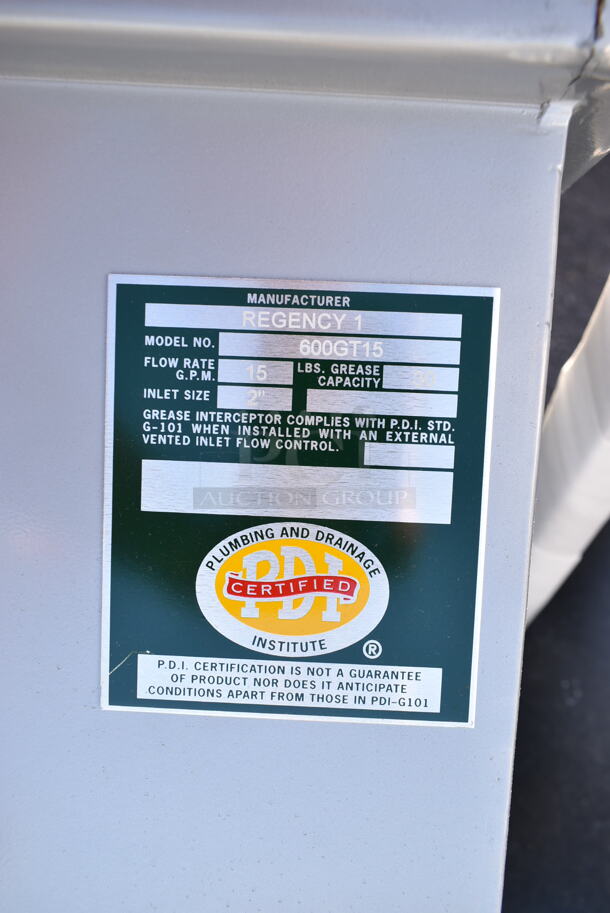 MANUFACTURER
REGENCY 1
MODEL NO. 600GT15
FLOW RATE G.P.M. 15 LBS. GREASE CAPACITY
INLET SIZE 2"
GREASE INTERCEPTOR COMPLIES WITH P.D.I. STD.
G-101 WHEN INSTALLED WITH AN EXTERNAL
VENTED INLET FLOW CONTROL.
PCI
AUCTION GROUP
PLUMBING AND DRAINAGE
PDI
CERTIFIED
INSTITUTE
®
P.D.I. CERTIFICATION IS NOT A GUARANTEE
OF PRODUCT NOR DOES IT ANTICIPATE
CONDITIONS APART FROM THOSE IN PDI-G101